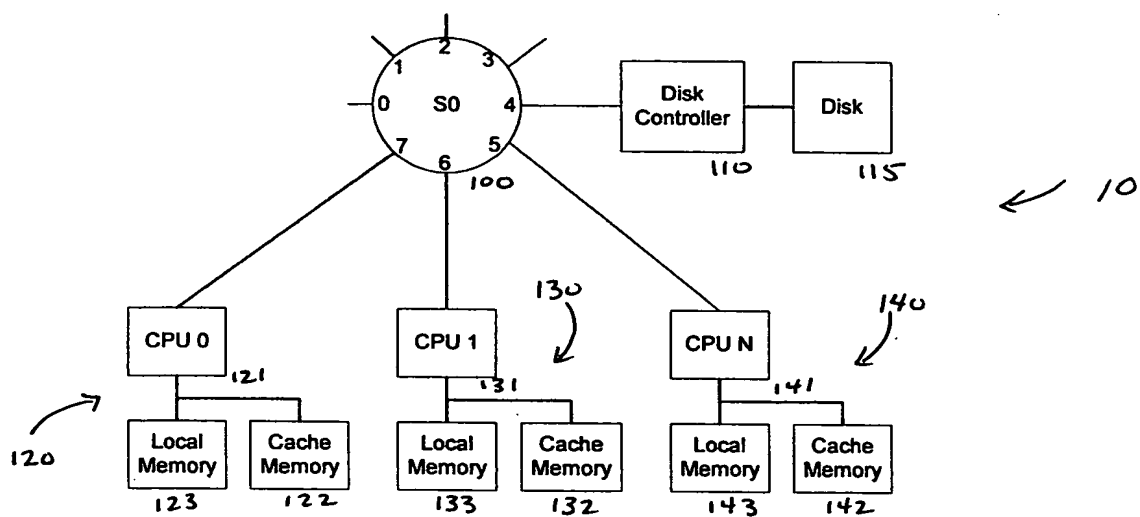 2
1
3
0
S0
4
7
5
6
100
Disk
Controller
110
Disk
115
10
130
140
CPU 0
121
CPU 1
131
CPU N
141
120
Local
Memory
123
Cache
Memory
122
Local
Memory
133
Cache
Memory
132
Local
Memory
143
Cache
Memory
142